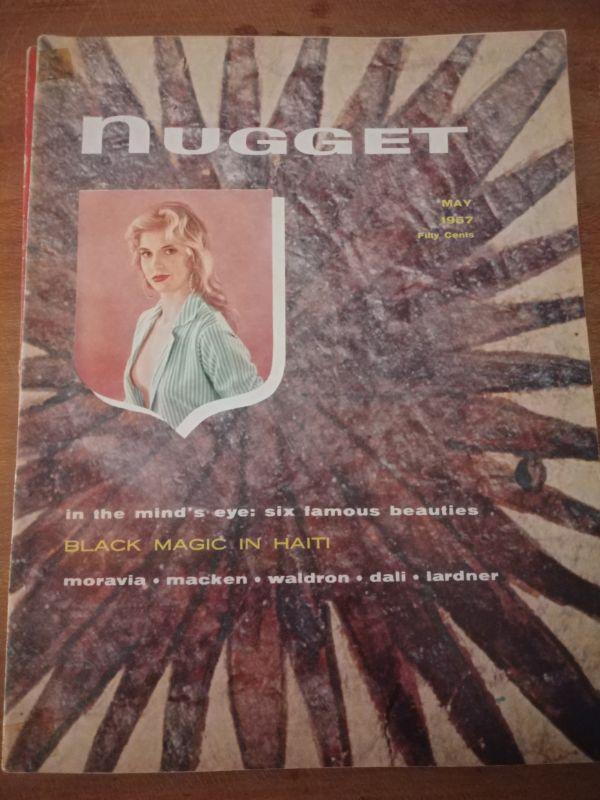 nUGGET
MAY
1957
Fifty Cents
in the mind's eye: six famous beauties
BLACK MAGIC IN HAITI
moravia • macken • waldron • dali • lardner